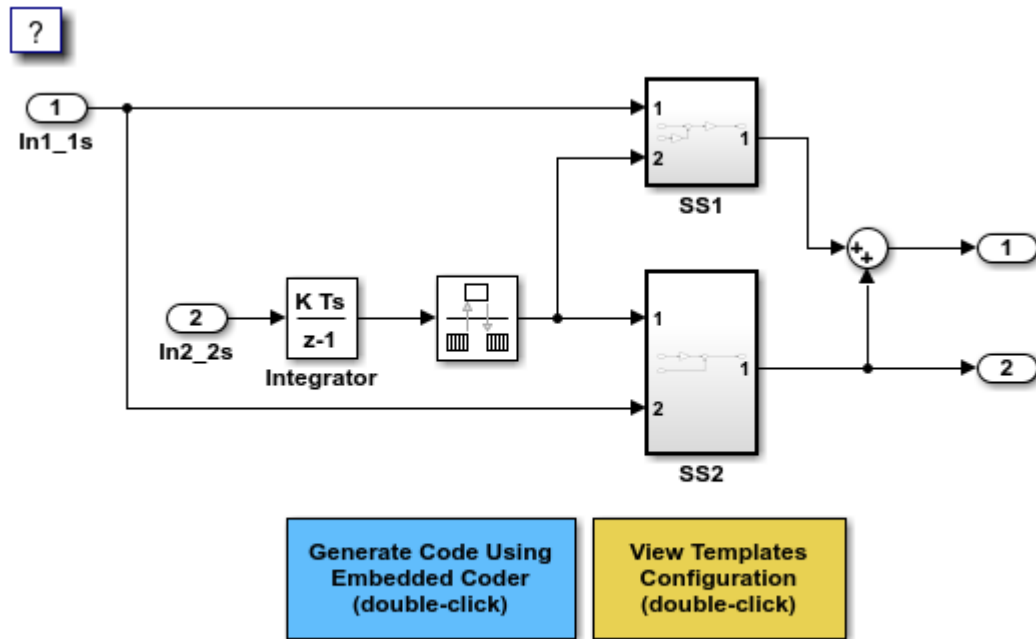 ?
1
In1_1s
1
2
1
SS1
+
+
1
2
In2_2s
K Ts
z-1
Integrator
1
2
1
SS2
2
Generate Code Using
Embedded Coder
(double-click)
View Templates
Configuration
(double-click)